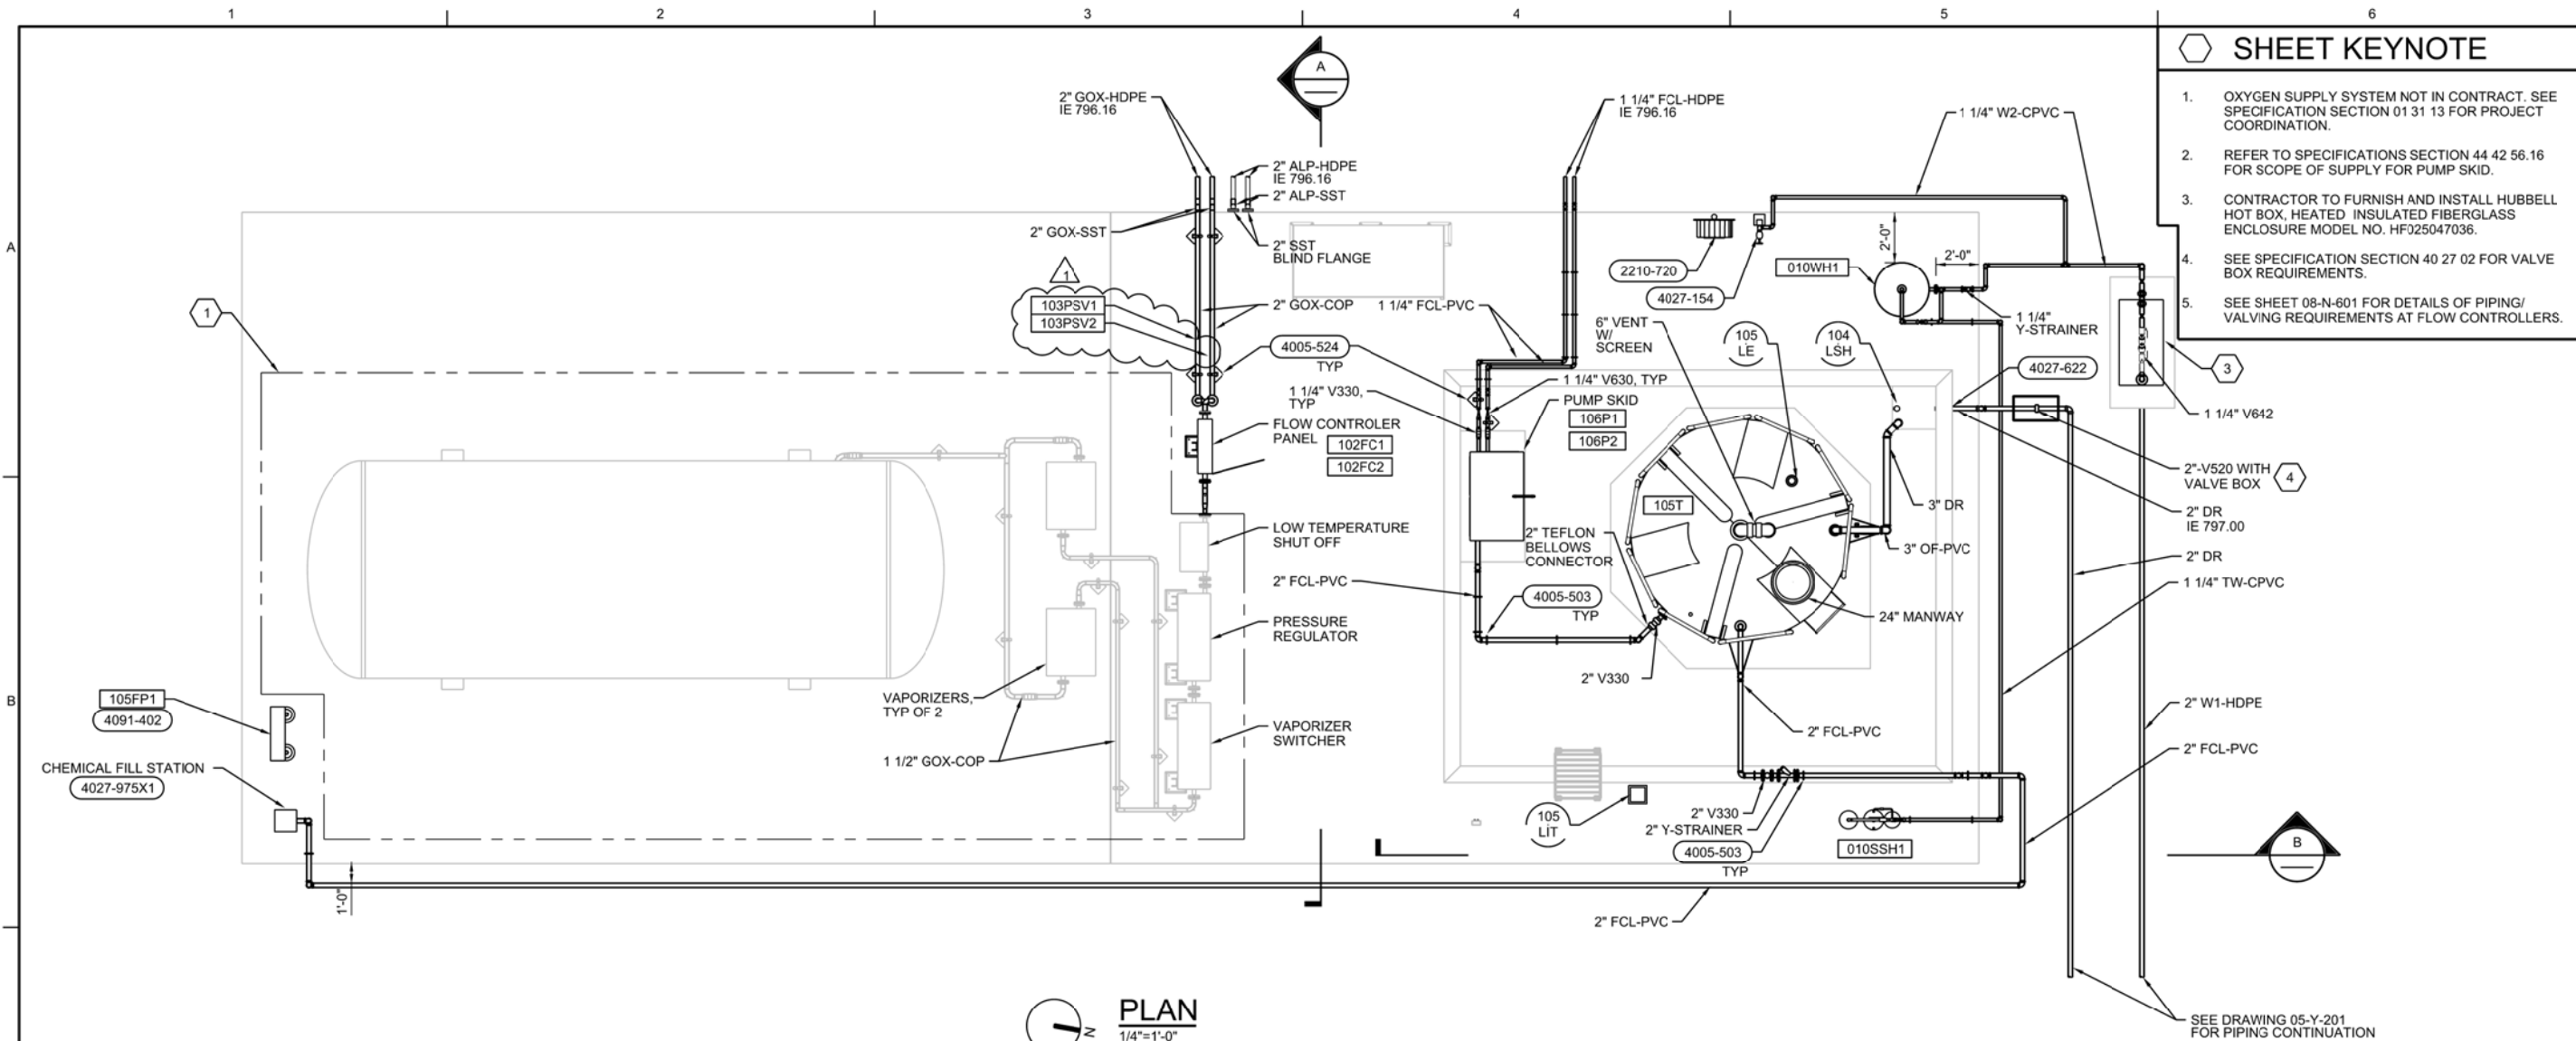 1
2
3
4
5
6
A
B
SHEET KEYNOTE
1. OXYGEN SUPPLY SYSTEM NOT IN CONTRACT. SEE
SPECIFICATION SECTION 01 31 13 FOR PROJECT
COORDINATION.
2. REFER TO SPECIFICATIONS SECTION 44 42 56.16
FOR SCOPE OF SUPPLY FOR PUMP SKID.
3. CONTRACTOR TO FURNISH AND INSTALL HUBBELL
HOT BOX, HEATED INSULATED FIBERGLASS
ENCLOSURE MODEL NO. HF025047036.
4. SEE SPECIFICATION SECTION 40 27 02 FOR VALVE
BOX REQUIREMENTS.
5. SEE SHEET 08-N-601 FOR DETAILS OF PIPING/
VALVING REQUIREMENTS AT FLOW CONTROLLERS.
A
2" GOX-HDPE
IE 796.16
2" ALP-HDPE
IE 796.16
2" ALP-SST
2" GOX-SST
2" SST
BLIND FLANGE
1
103PSV1
103PSV2
2" GOX-COP
1
4005-524
TYP
FLOW CONTROLER
PANEL
102FC1
102FC2
LOW TEMPERATURE
SHUT OFF
PRESSURE
REGULATOR
VAPORIZERS,
TYP OF 2
VAPORIZER
SWITCHER
1 1/2" GOX-COP
105FP1
4091-402
CHEMICAL FILL STATION
4027-975X1
1'-0"
1 1/4" FCL-HDPE
IE 796.16
1 1/4" W2-CPVC
2210-720
4027-154
010WH1
2'-0"
2'-0"
1 1/4" FCL-PVC
6" VENT
W/
SCREEN
105
LE
104
LSH
1 1/4"
Y-STRAINER
4027-622
3
1 1/4" V642
1 1/4" V330,
TYP
1 1/4" V630, TYP
PUMP SKID
106P1
106P2
105T
2"-V520 WITH
VALVE BOX
4
3" DR
2" DR
IE 797.00
3" OF-PVC
2" DR
1 1/4" TW-CPVC
2" TEFLON
BELLOWS
CONNECTOR
2" FCL-PVC
4005-503
TYP
24" MANWAY
2" V330
2" FCL-PVC
2" W1-HDPE
2" FCL-PVC
105
LIT
2" V330
2" Y-STRAINER
4005-503
TYP
010SSH1
B
2" FCL-PVC
SEE DRAWING 05-Y-201
FOR PIPING CONTINUATION
N
PLAN
1/4"=1'-0"